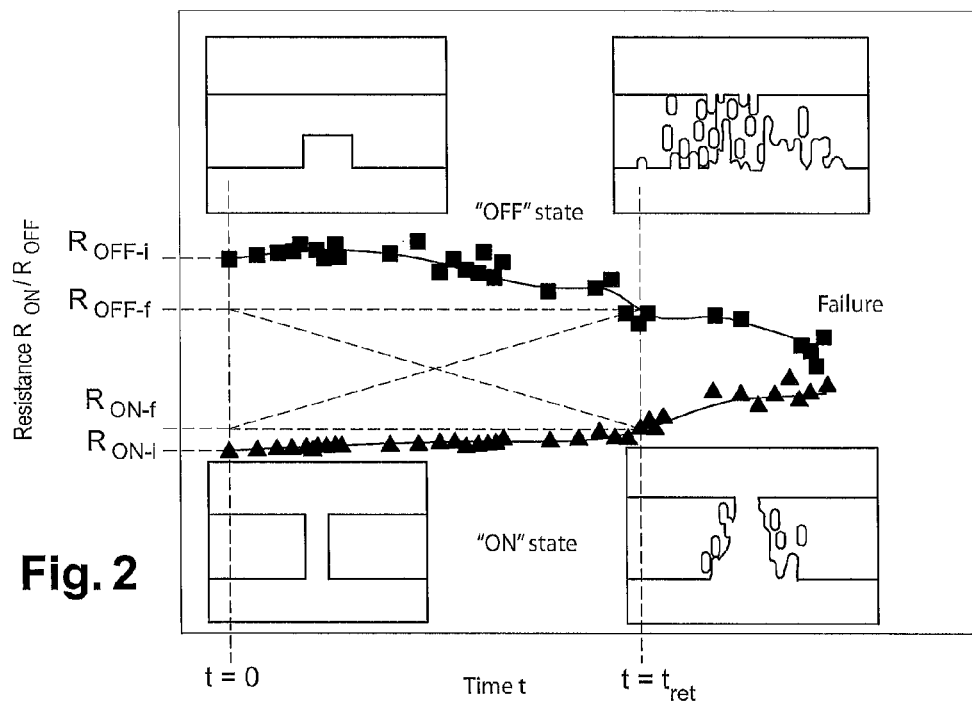 "OFF" state
Resistance R ON / R OFF
R OFF-i
R OFF-f
Failure
R ON-f
R ON-i
"ON" state
Fig. 2
t = 0
Time t
t = t ret